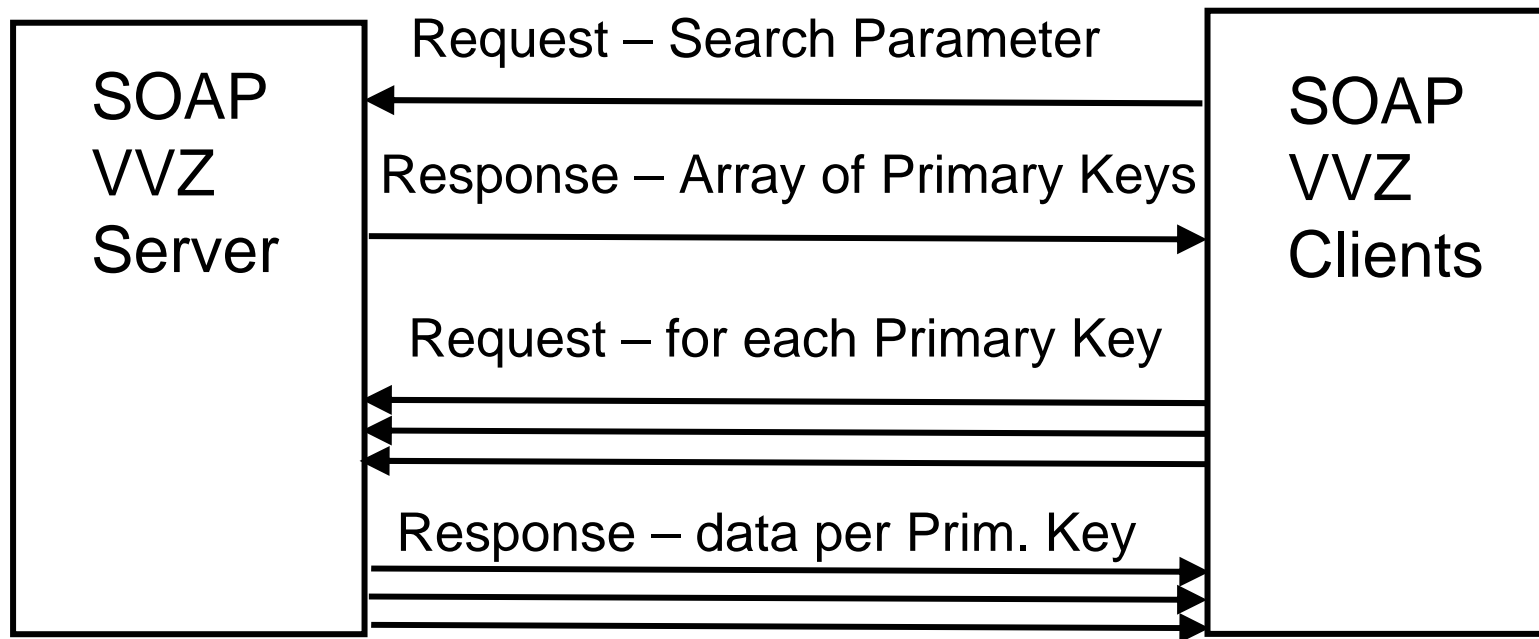 SOAP
VVZ
Server
Request – Search Parameter
Response – Array of Primary Keys
Request – for each Primary Key
Response – data per Prim. Key
SOAP
VVZ
Clients